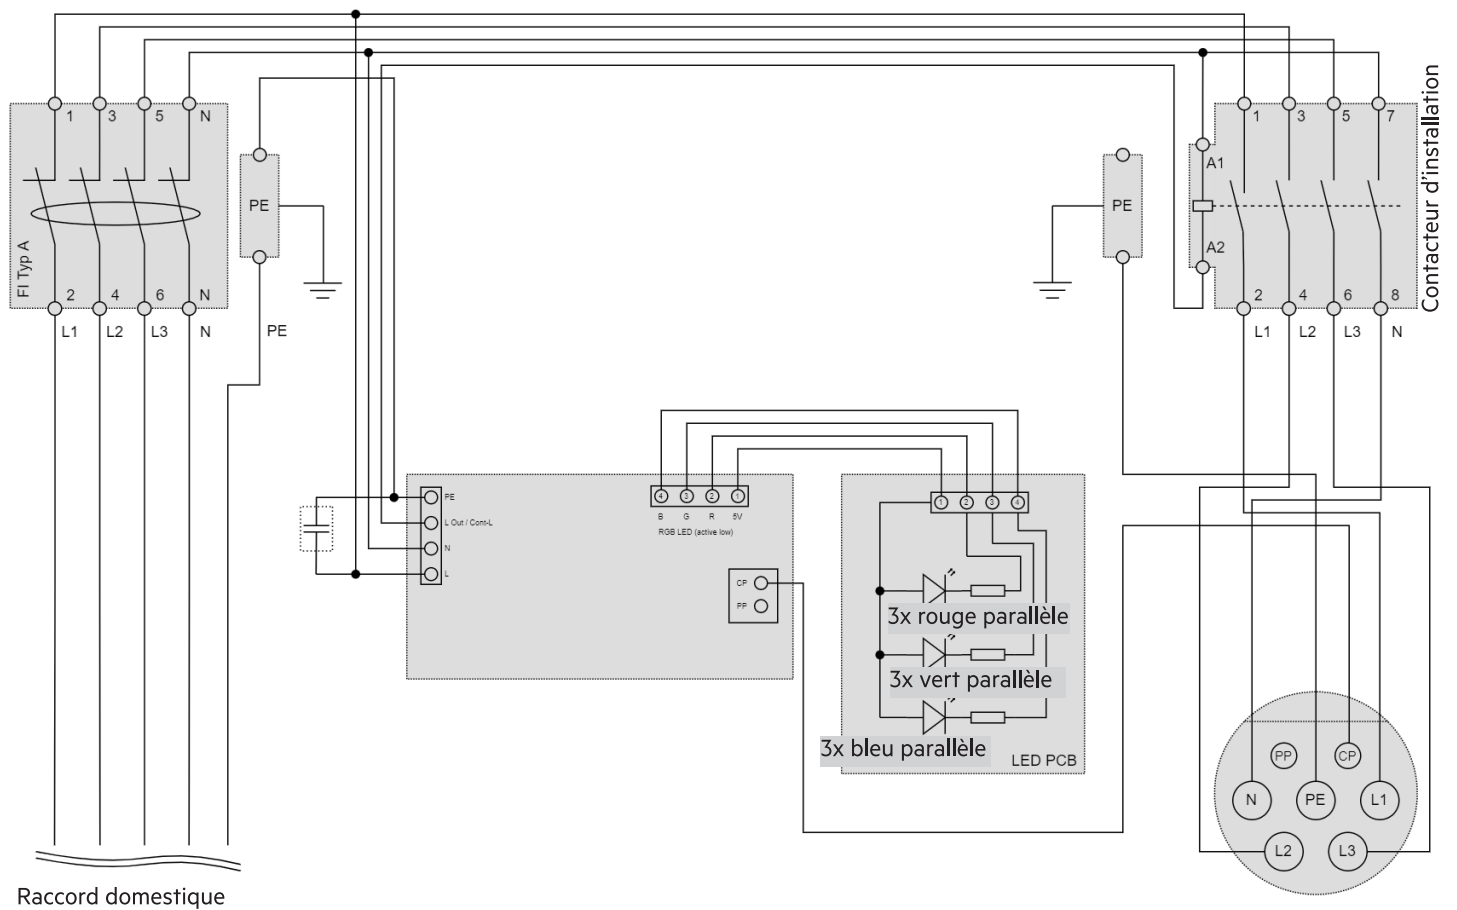 1 3 5 N
FI Typ A
2 4 6 N
L1 L2 L3 N
PE
PE
PE
A1
A2
1 3 5 7
2 4 6 8
L1 L2 L3 N
Contacteur d'installation
PE
L Out / Cont-L
N
L
4 3 2 1
B G R 5V
RGB LED (active low)
CP
PP
1 2 3 4
3x rouge parallèle
3x vert parallèle
3x bleu parallèle
LED PCB
PP CP
N PE L1
L2 L3
Raccord domestique